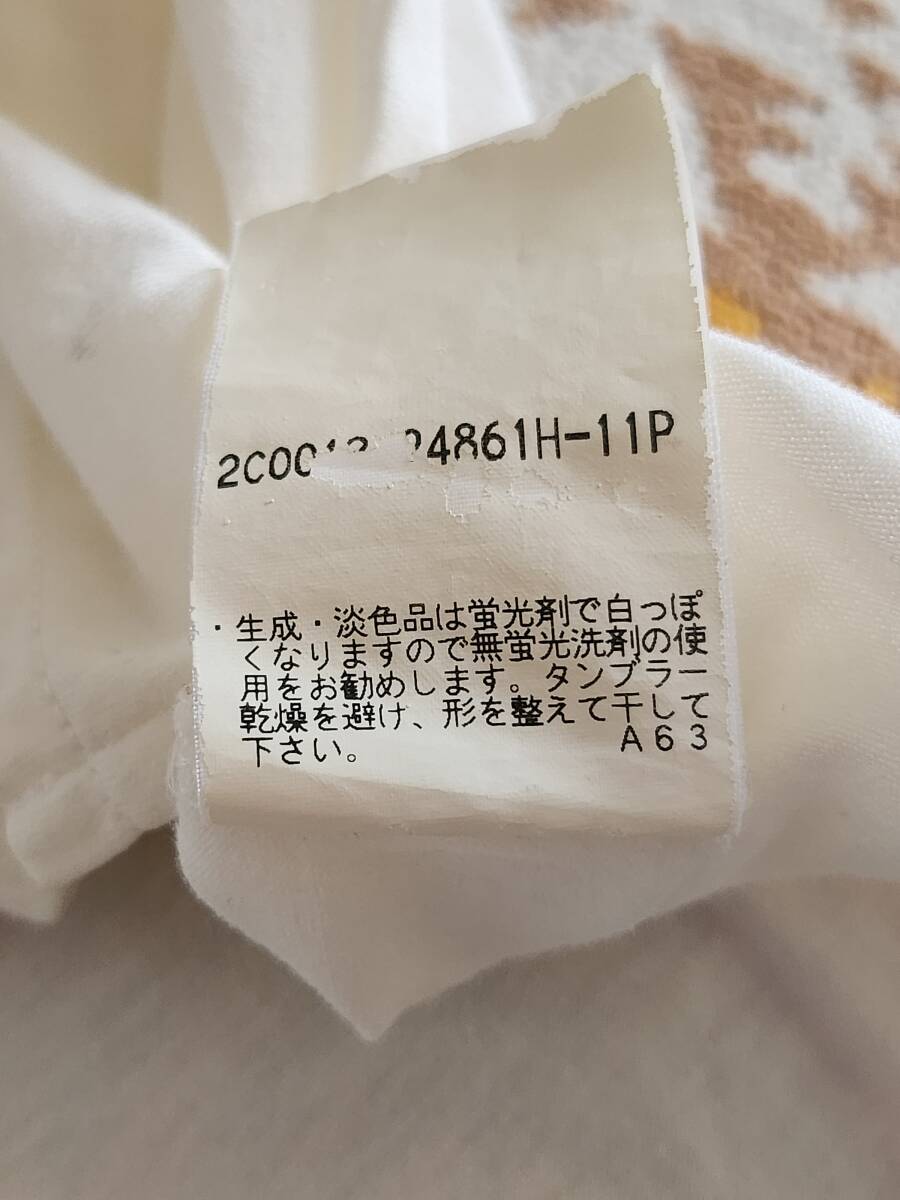 4861H-11P
・生成・淡色品は蛍光剤で白っぽ
くなりますので無蛍光洗剤の使
用をお勧めします。タンブラー
乾燥を避け、形を整えて干して
下さい。 A63